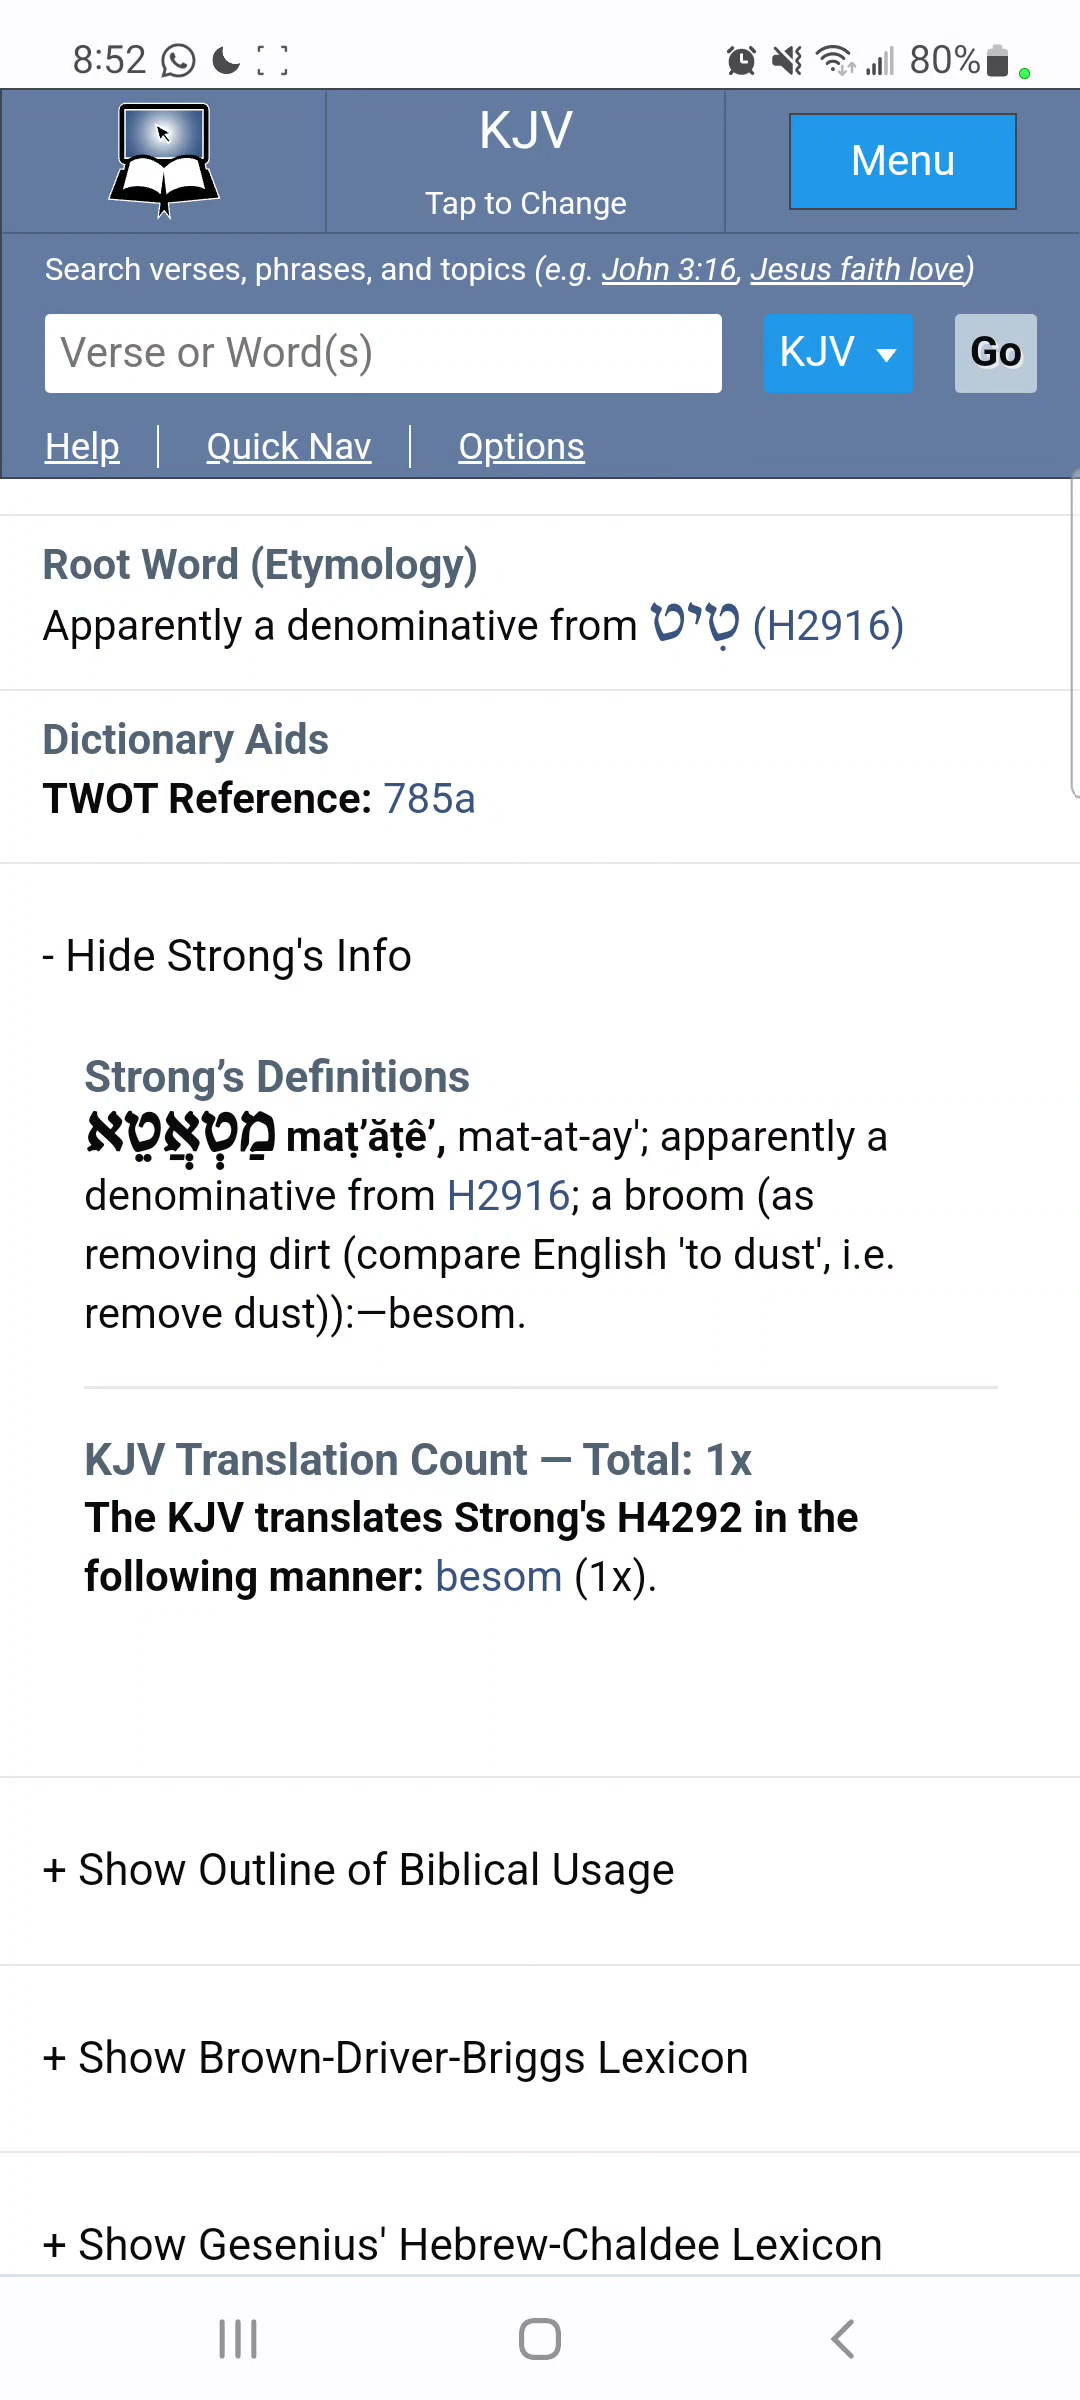 8:52 80%
KJV
Tap to Change
Menu
Search verses, phrases, and topics (e.g. John 3:16, Jesus faith love)
Verse or Word(s) KJV Go
Help Quick Nav Options
Root Word (Etymology)
Apparently a denominative from טִיט (H2916)
Dictionary Aids
TWOT Reference: 785a
- Hide Strong's Info
Strong’s Definitions
מַטְאֲטֵא maṭʼăṭêʼ, mat-at-ay'; apparently a
denominative from H2916; a broom (as
removing dirt (compare English 'to dust', i.e.
remove dust)):—besom.
KJV Translation Count — Total: 1x
The KJV translates Strong's H4292 in the
following manner: besom (1x).
+ Show Outline of Biblical Usage
+ Show Brown-Driver-Briggs Lexicon
+ Show Gesenius' Hebrew-Chaldee Lexicon